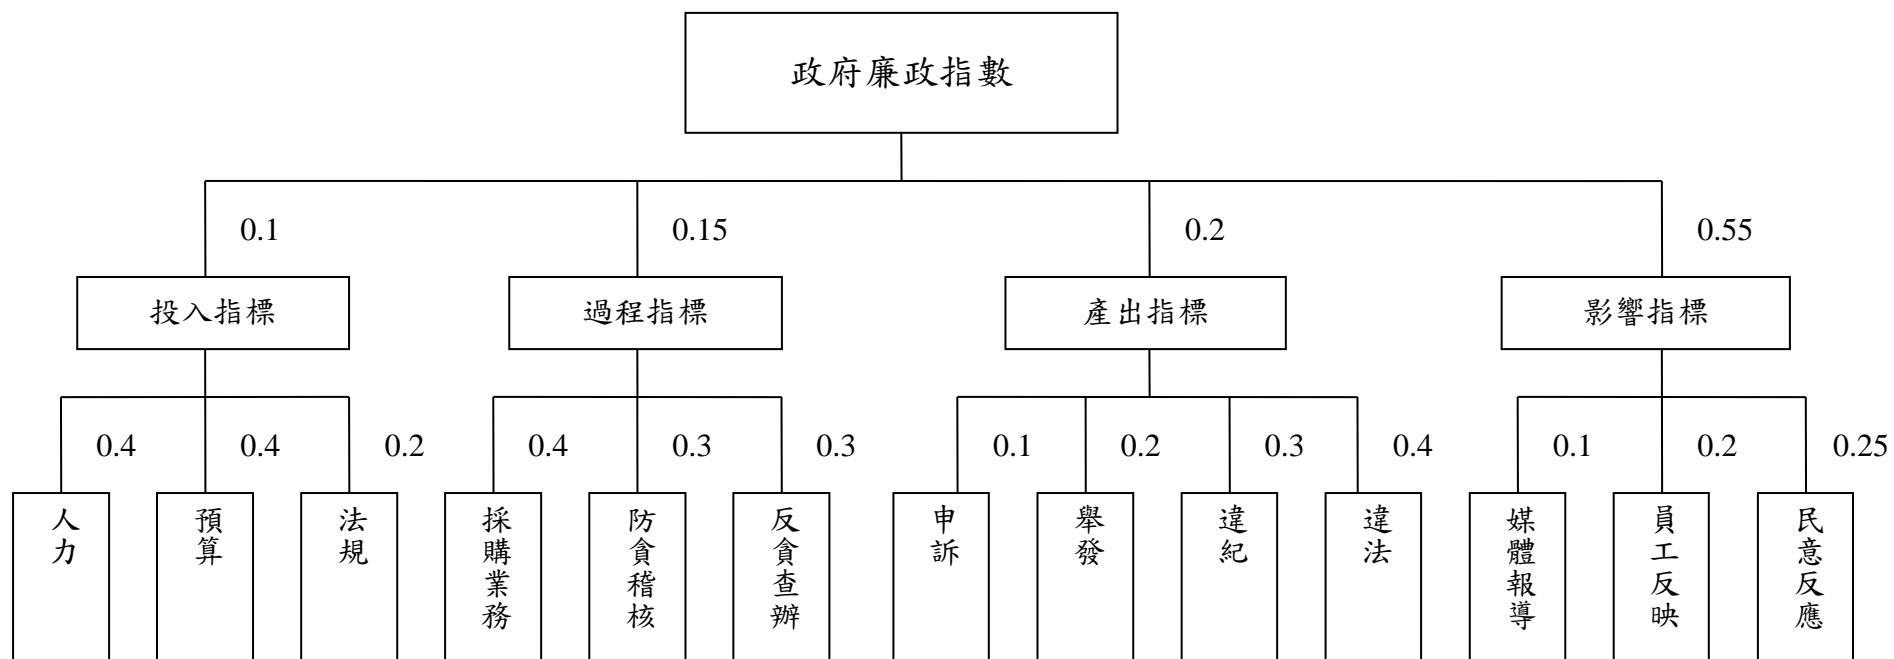 政府廉政指數
0.1
0.15
0.2
0.55
投入指標
過程指標
產出指標
影響指標
0.4
0.4
0.2
0.4
0.3
0.3
0.1
0.2
0.3
0.4
0.1
0.2
0.25
人力
預算
法規
採購業務
防貪稽核
反貪查辦
申訴
舉發
違紀
違法
媒體報導
員工反映
民意反應